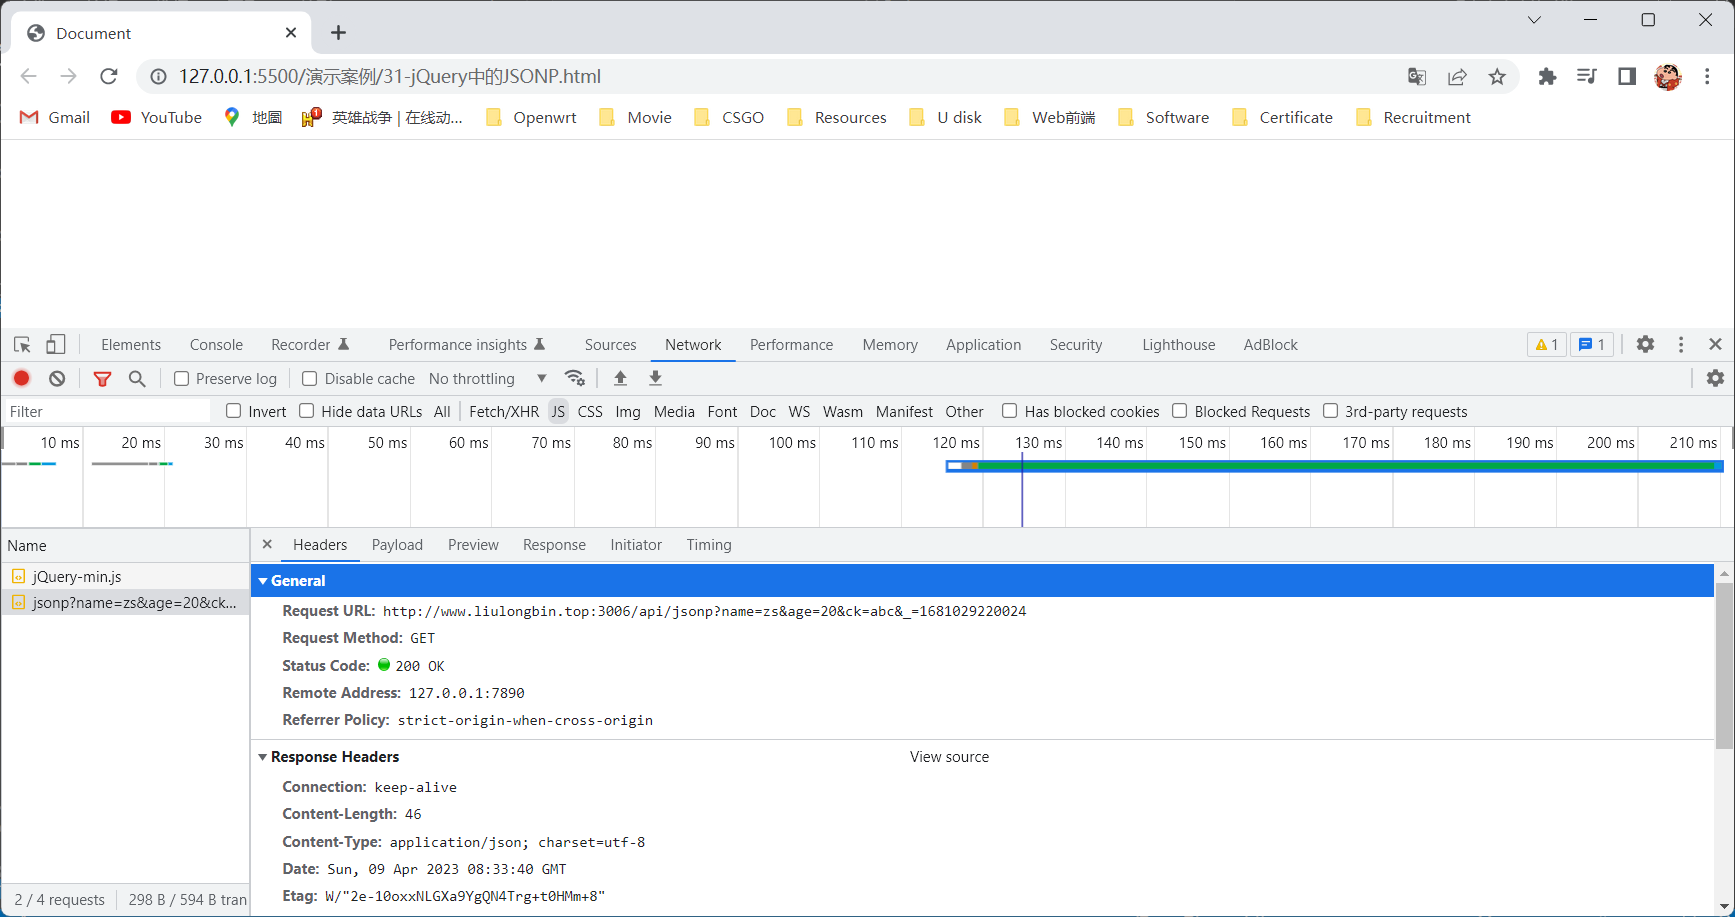 Document
127.0.0.1:5500/演示案例/31-jQuery中的JSONP.html
Gmail YouTube 地圖 英雄战争 | 在线动... Openwrt Movie CSGO Resources U disk Web前端 Software Certificate Recruitment
Elements Console Recorder Performance insights Sources Network Performance Memory Application Security Lighthouse AdBlock 1 1
Preserve log Disable cache No throttling
Filter Invert Hide data URLs All Fetch/XHR JS CSS Img Media Font Doc WS Wasm Manifest Other Has blocked cookies Blocked Requests 3rd-party requests
10 ms 20 ms 30 ms 40 ms 50 ms 60 ms 70 ms 80 ms 90 ms 100 ms 110 ms 120 ms 130 ms 140 ms 150 ms 160 ms 170 ms 180 ms 190 ms 200 ms 210 ms
Name
jQuery-min.js
jsonp?name=zs&age=20&ck...
2 / 4 requests 298 B / 594 B tran
Headers Payload Preview Response Initiator Timing
General
Request URL: http://www.liulongbin.top:3006/api/jsonp?name=zs&age=20&ck=abc&_=1681029220024
Request Method: GET
Status Code: 200 OK
Remote Address: 127.0.0.1:7890
Referrer Policy: strict-origin-when-cross-origin
Response Headers View source
Connection: keep-alive
Content-Length: 46
Content-Type: application/json; charset=utf-8
Date: Sun, 09 Apr 2023 08:33:40 GMT
Etag: W/"2e-10oxxNLGXa9YgQN4Trg+t0HMm+8"